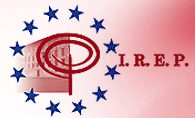 I. R. E. P.